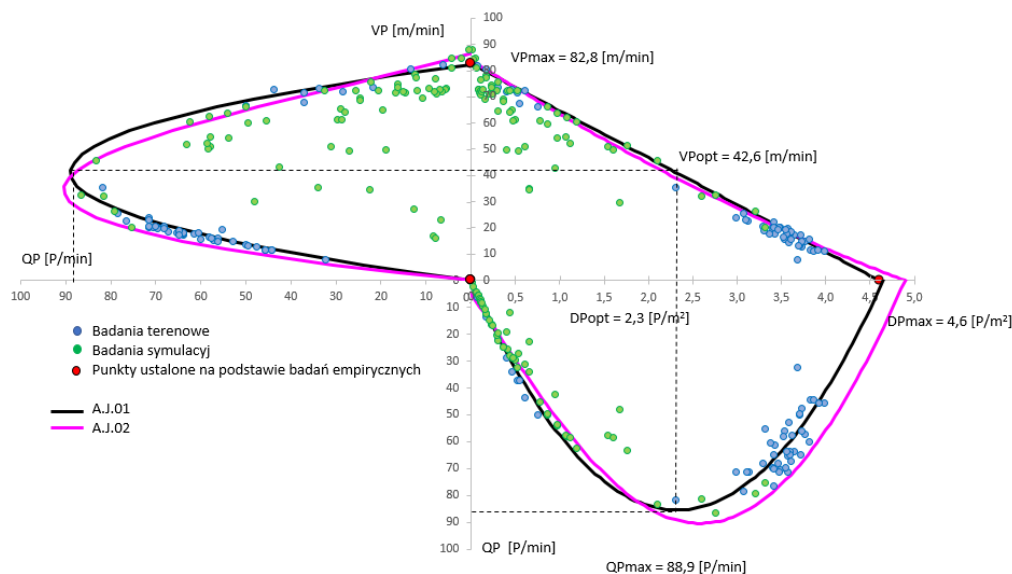 100
VP [m/min]
90
VPmax = 82,8 [m/min]
80
70
60
50
VPopt = 42,6 [m/min]
40
30
20
QP [P/min]
10
0
100 90 80 70 60 50 40 30 20 10 0 0,5 1,0 1,5 2,0 2,5 3,0 3,5 4,0 4,5 5,0
0
10
DPopt = 2,3 [P/m²]
DPmax = 4,6 [P/m²]
Badania terenowe
20
Badania symulacyj
30
Punkty ustalone na podstawie badań empirycznych
40
A.J.01
50
A.J.02
60
70
80
90
100
QP [P/min]
QPmax = 88,9 [P/min]